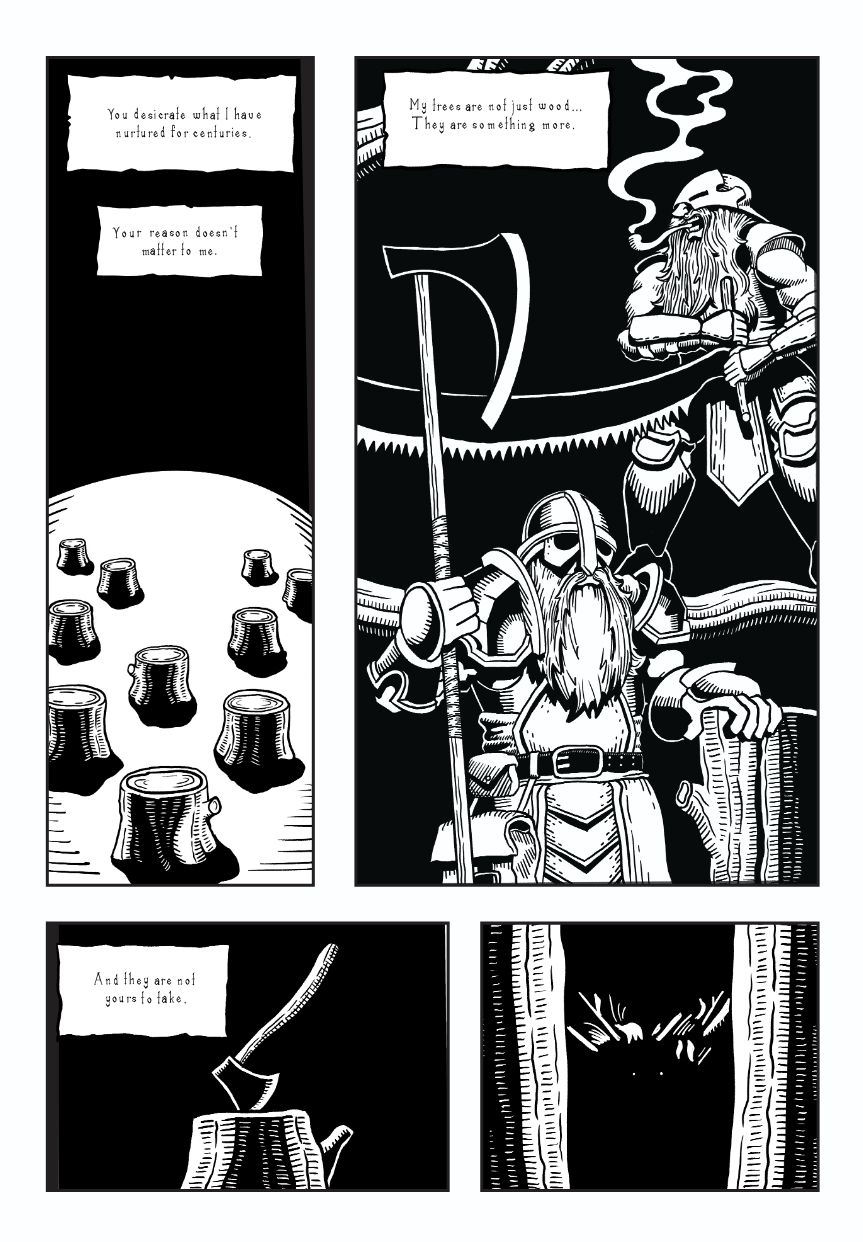 You desicrate what I have
nurtured for centuries.
Your reason doesn't
matter to me.
My trees are not just wood...
They are something more.
And they are not
yours to take.